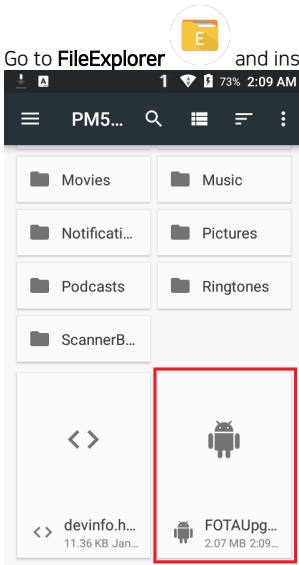 E
Go to FileExplorer and ins
A 1 73% 2:09 AM
PM5...
Movies Music
Notificati... Pictures
Podcasts Ringtones
ScannerB...
devinfo.h... FOTAUpg...
11.36 KB Jan... 2.07 MB 2:09...